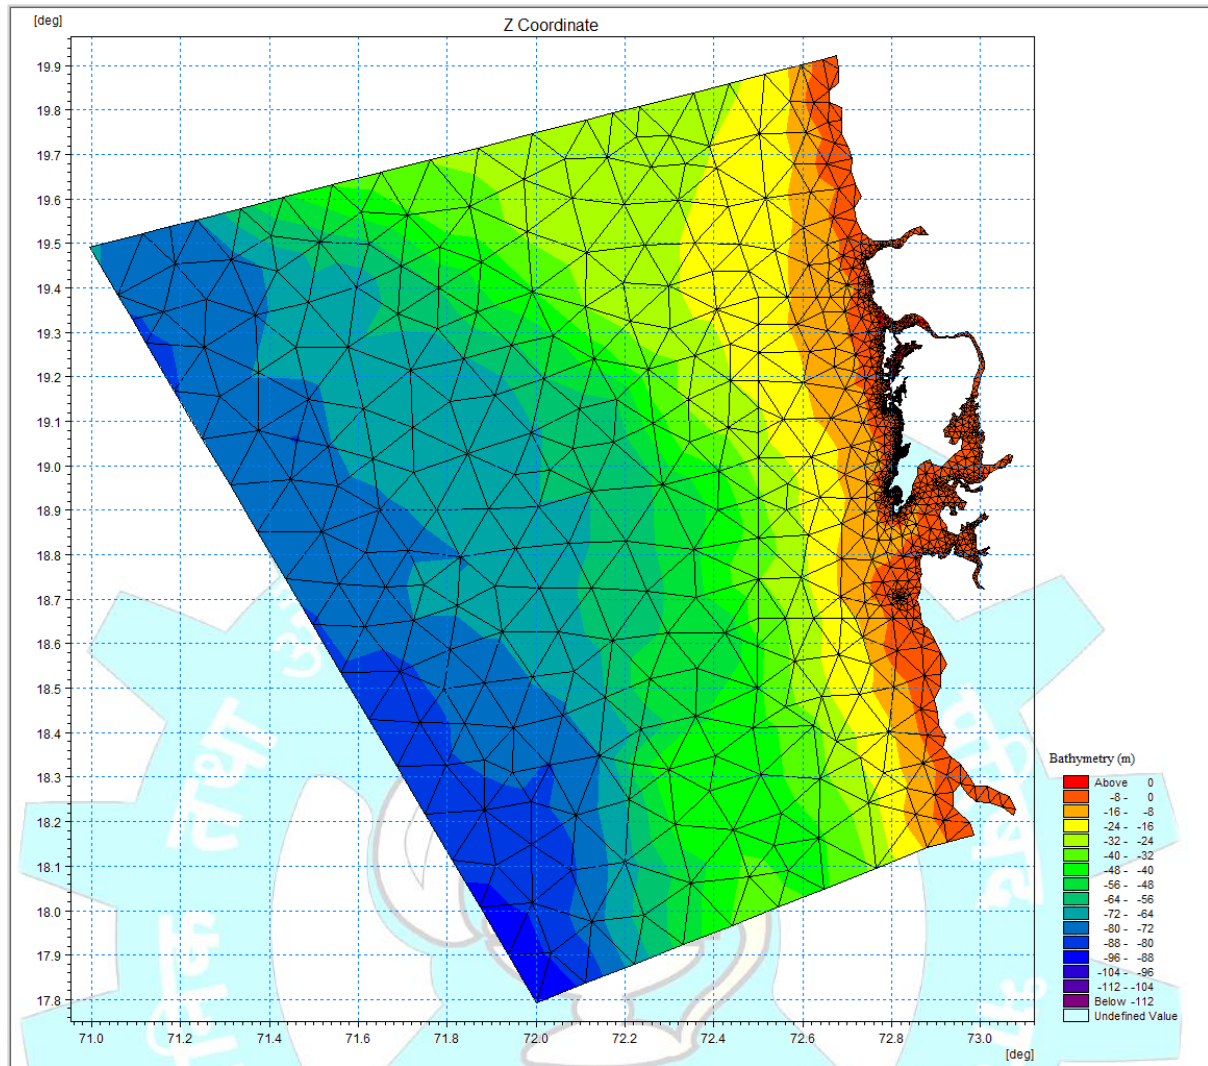 [deg]
Z Coordinate
19.9
19.8
19.7
19.6
19.5
19.4
19.3
19.2
19.1
19.0
18.9
18.8
18.7
18.6
18.5
18.4
18.3
18.2
18.1
18.0
17.9
17.8
71.0 71.2 71.4 71.6 71.8 72.0 72.2 72.4 72.6 72.8 73.0
[deg]
Bathymetry (m)
Above 0
-8 - 0
-16 - -8
-24 - -16
-32 - -24
-40 - -32
-48 - -40
-56 - -48
-64 - -56
-72 - -64
-80 - -72
-88 - -80
-96 - -88
-104 - -96
-112 - -104
Below -112
Undefined Value